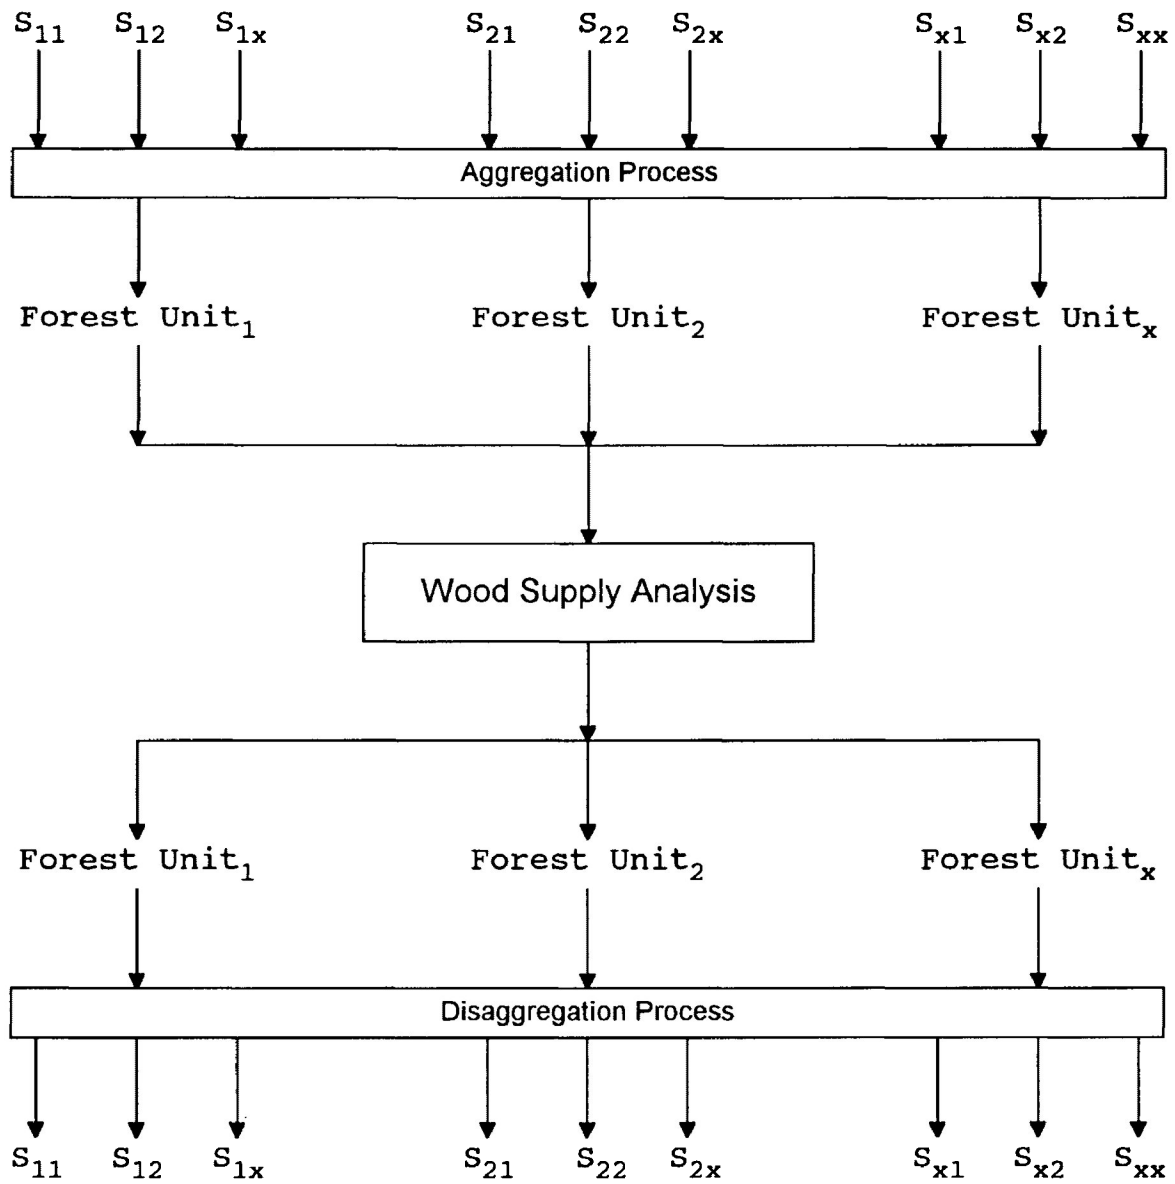 S11 S12 S1x S21 S22 S2x Sx1 Sx2 Sxx
Aggregation Process
Forest Unit1 Forest Unit2 Forest Unitx
Wood Supply Analysis
Forest Unit1 Forest Unit2 Forest Unitx
Disaggregation Process
S11 S12 S1x S21 S22 S2x Sx1 Sx2 Sxx